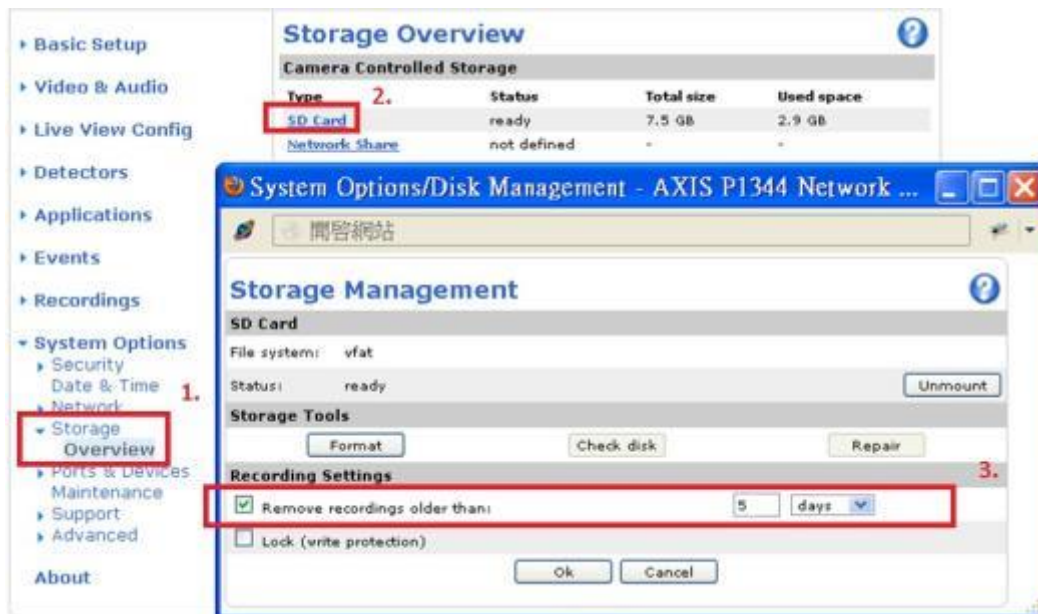 Basic Setup
Video & Audio
Live View Config
Detectors
Applications
Events
Recordings
System Options
Security
Date & Time
1.
Network
Storage
Overview
Ports & Devices
Maintenance
Support
Advanced
About
Storage Overview
Camera Controlled Storage
2.
Type Status Total size Used space
SD Card ready 7.5 GB 2.9 GB
Network Share not defined - -
System Options/Disk Management - AXIS P1344 Network ...
開啓網站
Storage Management
SD Card
File system: vfat
Status: ready Unmount
Storage Tools
Format Check disk Repair
Recording Settings
3.
Remove recordings older than: 5 days
Lock (write protection)
Ok Cancel